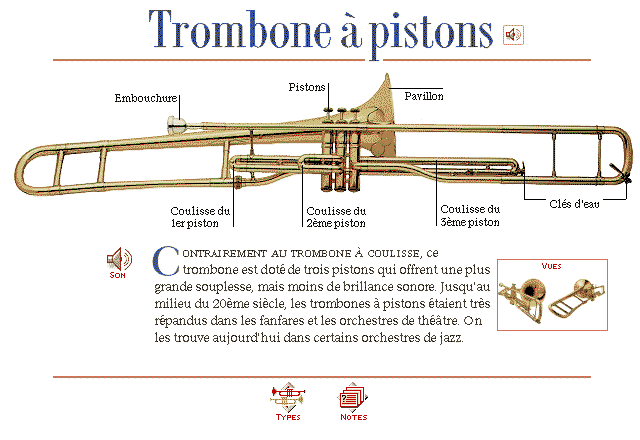 Trombone à pistons
Embouchure
Pistons
Pavillon
Coulisse du
1er piston
Coulisse du
2ème piston
Coulisse du
3ème piston
Clés d'eau
Son
CONTRAIREMENT AU TROMBONE À COULISSE, ce
trombone est doté de trois pistons qui offrent une plus
grande souplesse, mais moins de brillance sonore. Jusqu'au
milieu du 20ème siècle, les trombones à pistons étaient très
répandus dans les fanfares et les orchestres de théâtre. On
les trouve aujourd'hui dans certains orchestres de jazz.
VUES
TYPES
NOTES